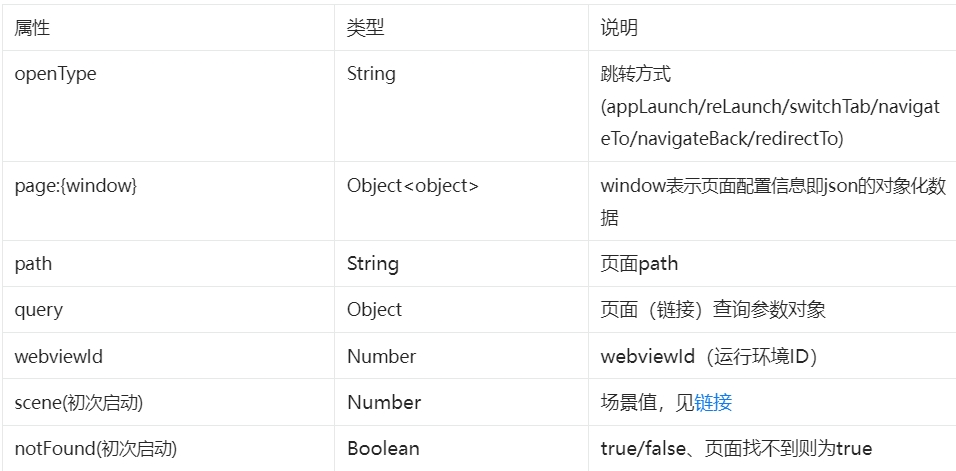 属性 类型 说明
openType String 跳转方式
(appLaunch/reLaunch/switchTab/navigat
eTo/navigateBack/redirectTo)
page:{window} Object<object> window表示页面配置信息即json的对象化数
据
path String 页面path
query Object 页面（链接）查询参数对象
webviewId Number webviewId（运行环境ID）
scene(初次启动) Number 场景值，见链接
notFound(初次启动) Boolean true/false、页面找不到则为true